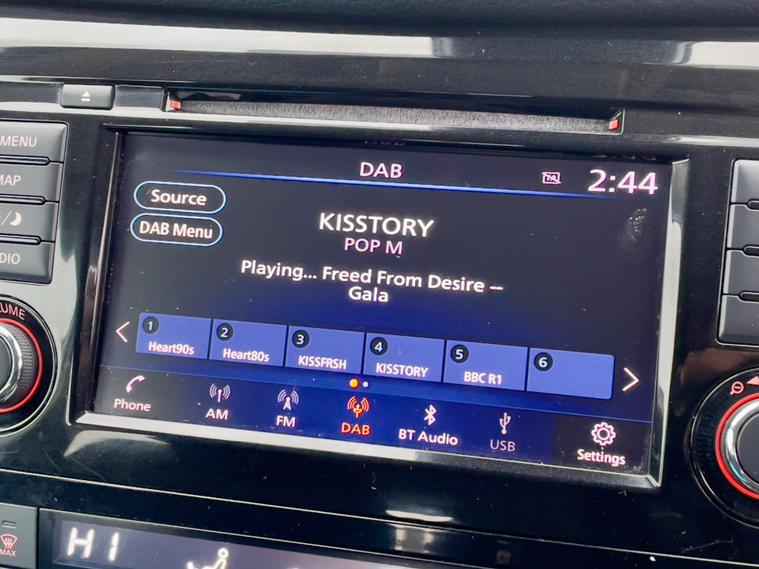 MENU
MAP
DIO
UME
DAB
TA
2:44
Source
DAB Menu
KISSTORY
POP M
Playing... Freed From Desire --
Gala
1 Heart90s
2 Heart80s
3 KISSFRSH
4 KISSTORY
5 BBC R1
6
Phone
AM
FM
DAB
BT Audio
USB
Settings
MAX
HI